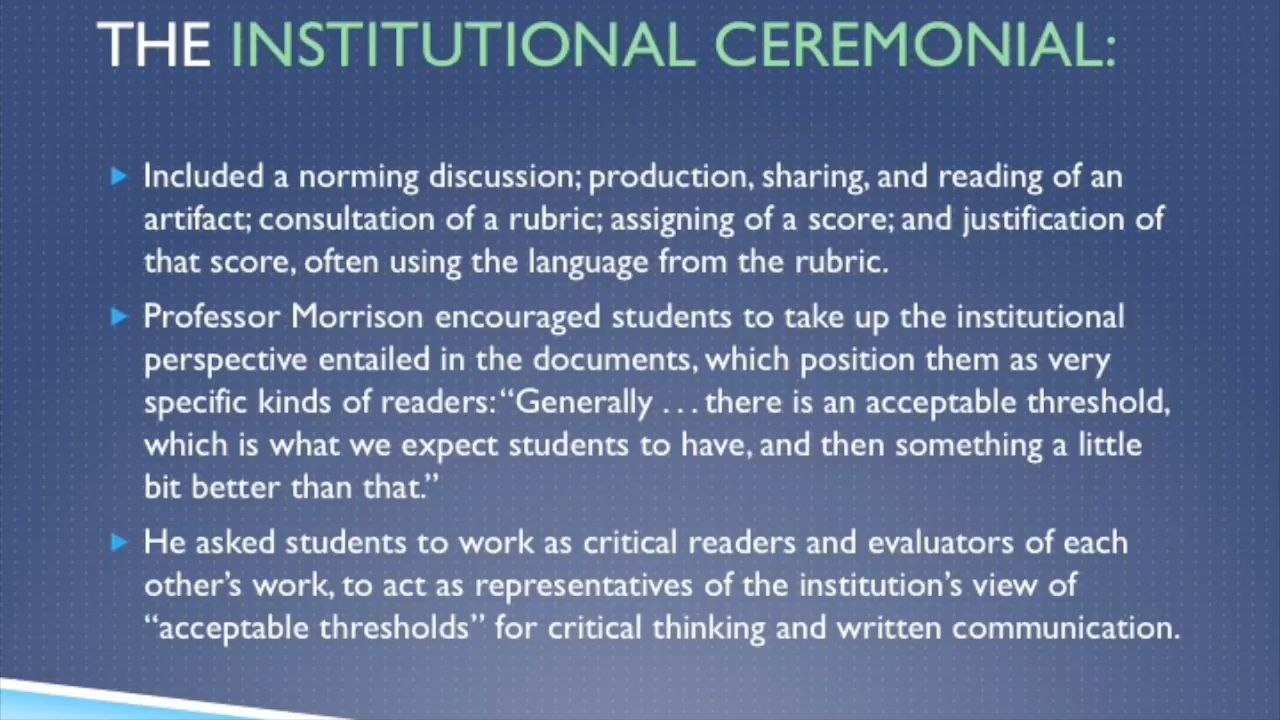 THE INSTITUTIONAL CEREMONIAL:
Included a norming discussion; production, sharing, and reading of an
artifact; consultation of a rubric; assigning of a score; and justification of
that score, often using the language from the rubric.
Professor Morrison encouraged students to take up the institutional
perspective entailed in the documents, which position them as very
specific kinds of readers: “Generally . . . there is an acceptable threshold,
which is what we expect students to have, and then something a little
bit better than that.”
He asked students to work as critical readers and evaluators of each
other’s work, to act as representatives of the institution’s view of
“acceptable thresholds” for critical thinking and written communication.